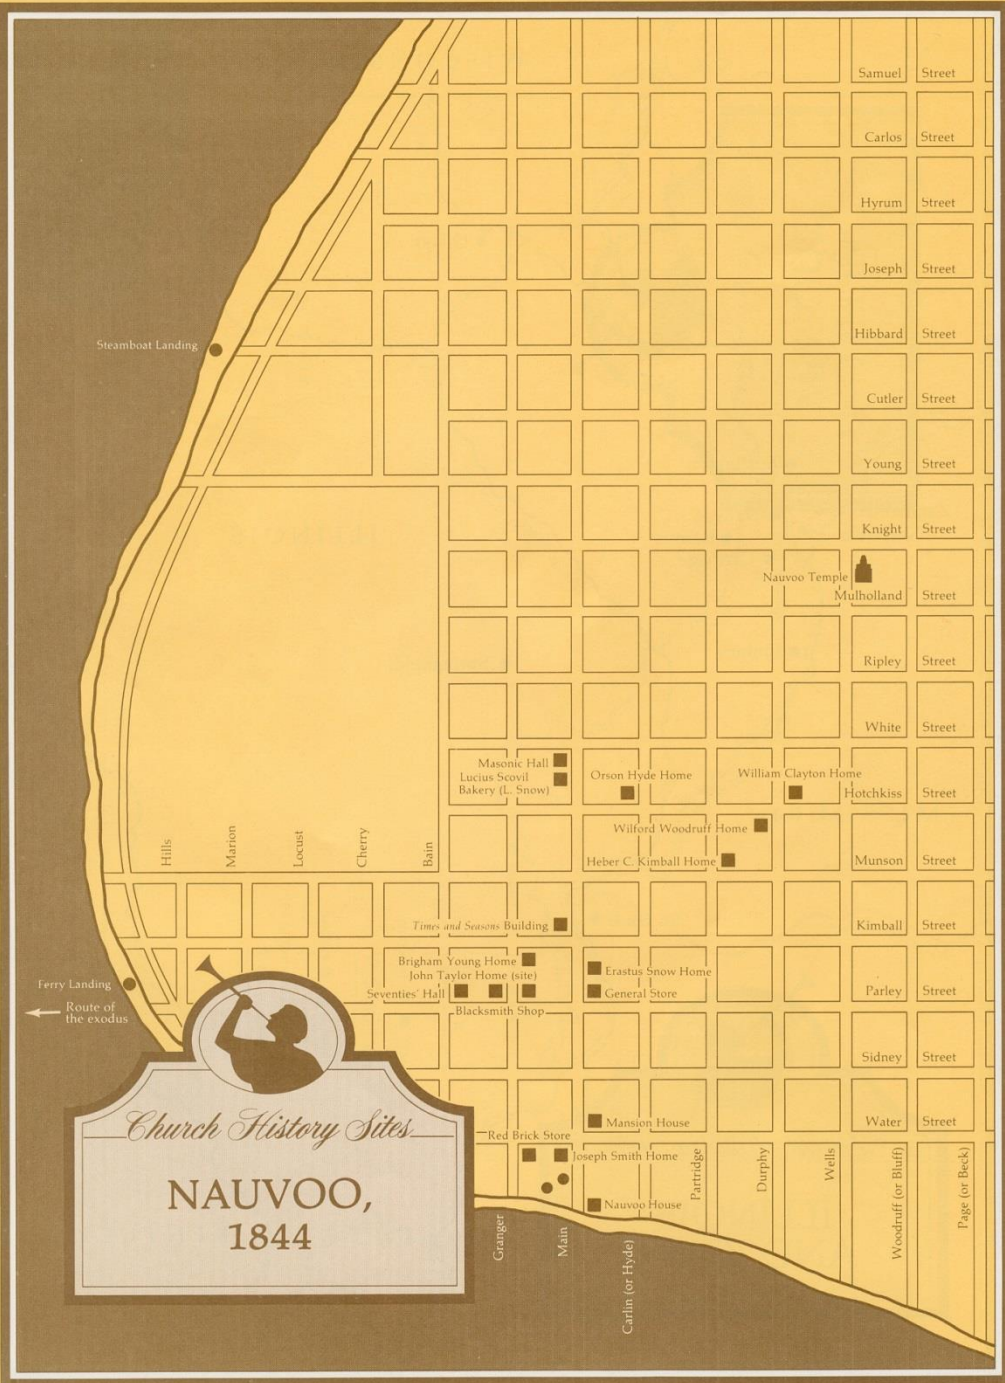 Samuel Street
Carlos Street
Hyrum Street
Joseph Street
Steamboat Landing
Hibbard Street
Cutler Street
Young Street
Knight Street
Nauvoo Temple
Mulholland Street
Ripley Street
White Street
Masonic Hall
Lucius Scovil
Bakery (L. Snow)
Orson Hyde Home
William Clayton Home
Hotchkiss Street
Wilford Woodruff Home
Hills
Marion
Locust
Cherry
Bain
Heber C. Kimball Home
Munson Street
Times and Seasons Building
Kimball Street
Brigham Young Home
John Taylor Home (site)
Erastus Snow Home
Ferry Landing
Seventies' Hall
General Store
Parley Street
Route of
the exodus
Blacksmith Shop
Sidney Street
Mansion House
Water Street
Church History Sites
NAUVOO,
1844
Red Brick Store
Joseph Smith Home
Nauvoo House
Granger
Main
Carlin (or Hyde)
Partridge
Durphy
Wells
Woodruff (or Bluff)
Page (or Beck)